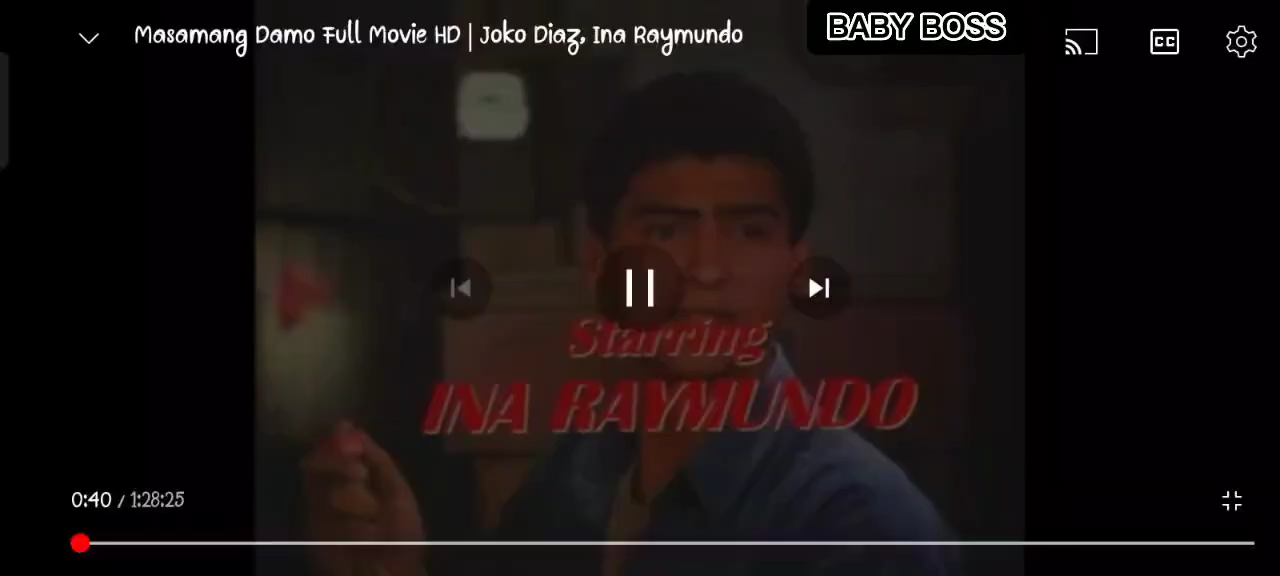 Masamang Damo Full Movie HD | Joko Diaz, Ina Raymundo
BABY BOSS
CC
Starring
INA RAYMUNDO
0:40 / 1:28:25